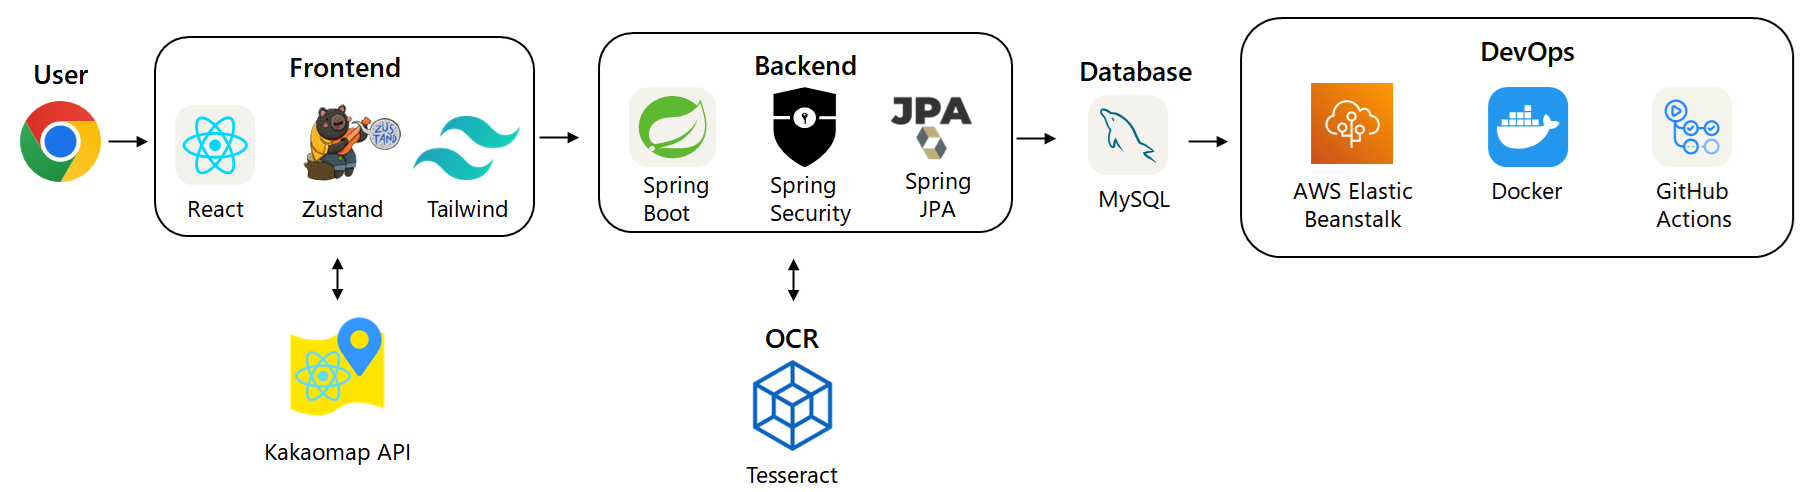 User
Frontend
React
ZUS
TAND
Zustand
Tailwind
Kakaomap API
Backend
Spring
Boot
Spring
Security
JPA
Spring
JPA
OCR
Tesseract
Database
MySQL
DevOps
AWS Elastic
Beanstalk
Docker
GitHub
Actions